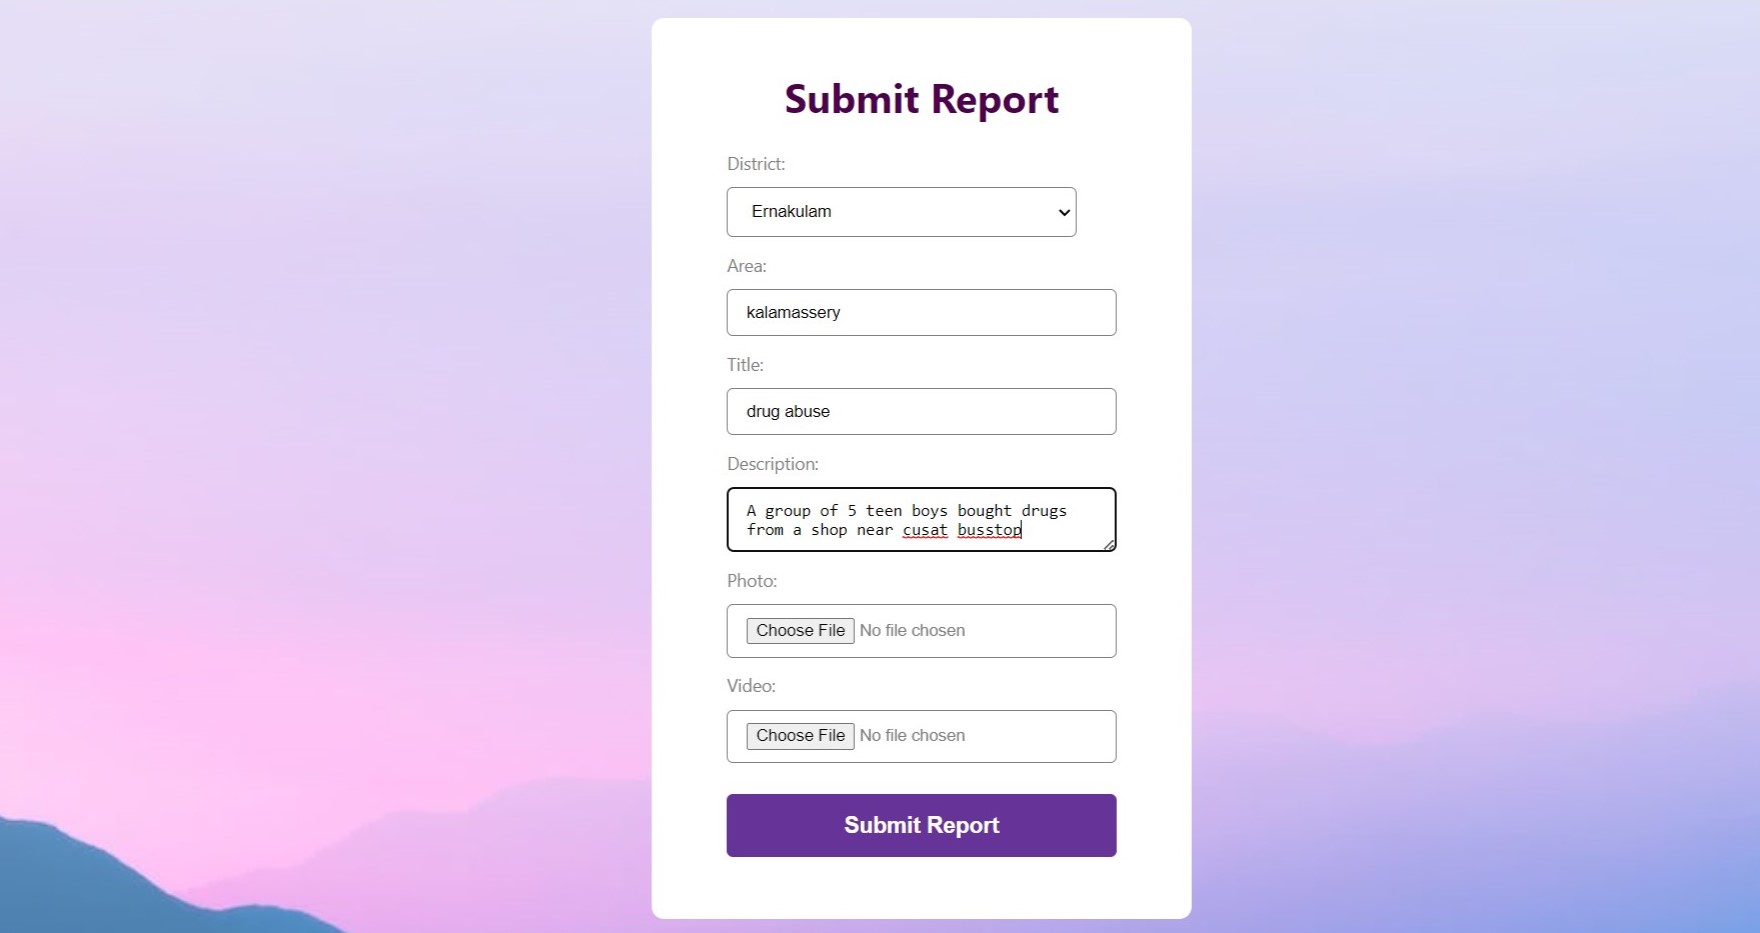 Submit Report
District:
Ernakulam
Area:
kalamassery
Title:
drug abuse
Description:
A group of 5 teen boys bought drugs
from a shop near cusat busstop
Photo:
Choose File No file chosen
Video:
Choose File No file chosen
Submit Report